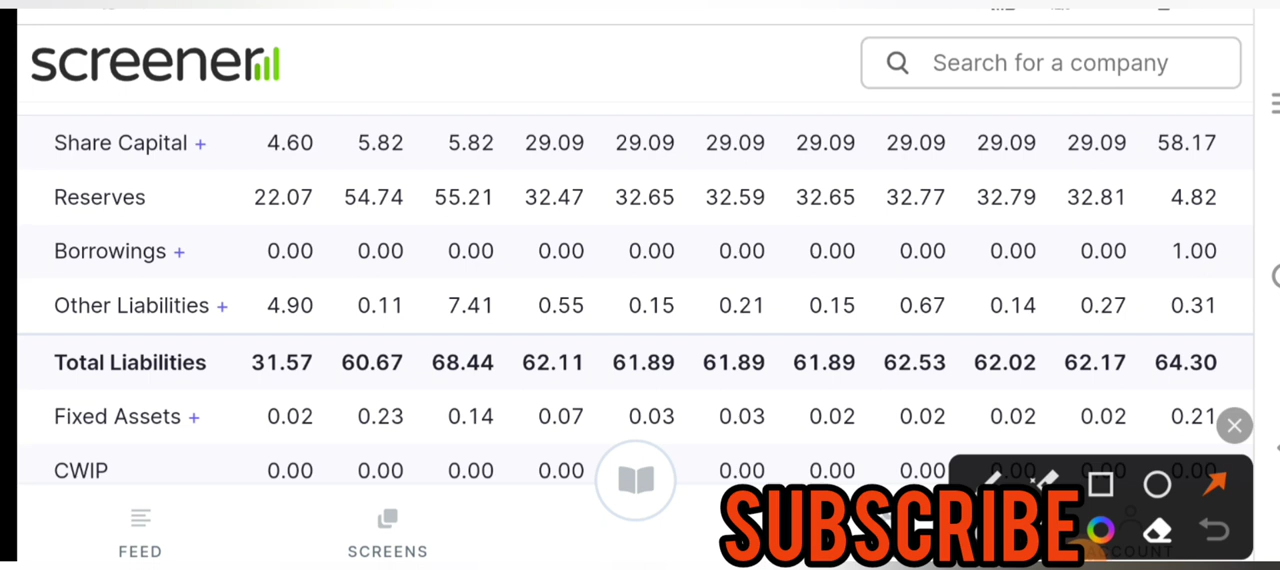 screener
Search for a company
Share Capital + 4.60 5.82 5.82 29.09 29.09 29.09 29.09 29.09 29.09 29.09 58.17
Reserves 22.07 54.74 55.21 32.47 32.65 32.59 32.65 32.77 32.79 32.81 4.82
Borrowings + 0.00 0.00 0.00 0.00 0.00 0.00 0.00 0.00 0.00 0.00 1.00
Other Liabilities + 4.90 0.11 7.41 0.55 0.15 0.21 0.15 0.67 0.14 0.27 0.31
Total Liabilities 31.57 60.67 68.44 62.11 61.89 61.89 61.89 62.53 62.02 62.17 64.30
Fixed Assets + 0.02 0.23 0.14 0.07 0.03 0.03 0.02 0.02 0.02 0.02 0.21
CWIP 0.00 0.00 0.00 0.00 0.00 0.00 0.00 0.00 0.00 0.00
SUBSCRIBE
FEED SCREENS ACCOUNT